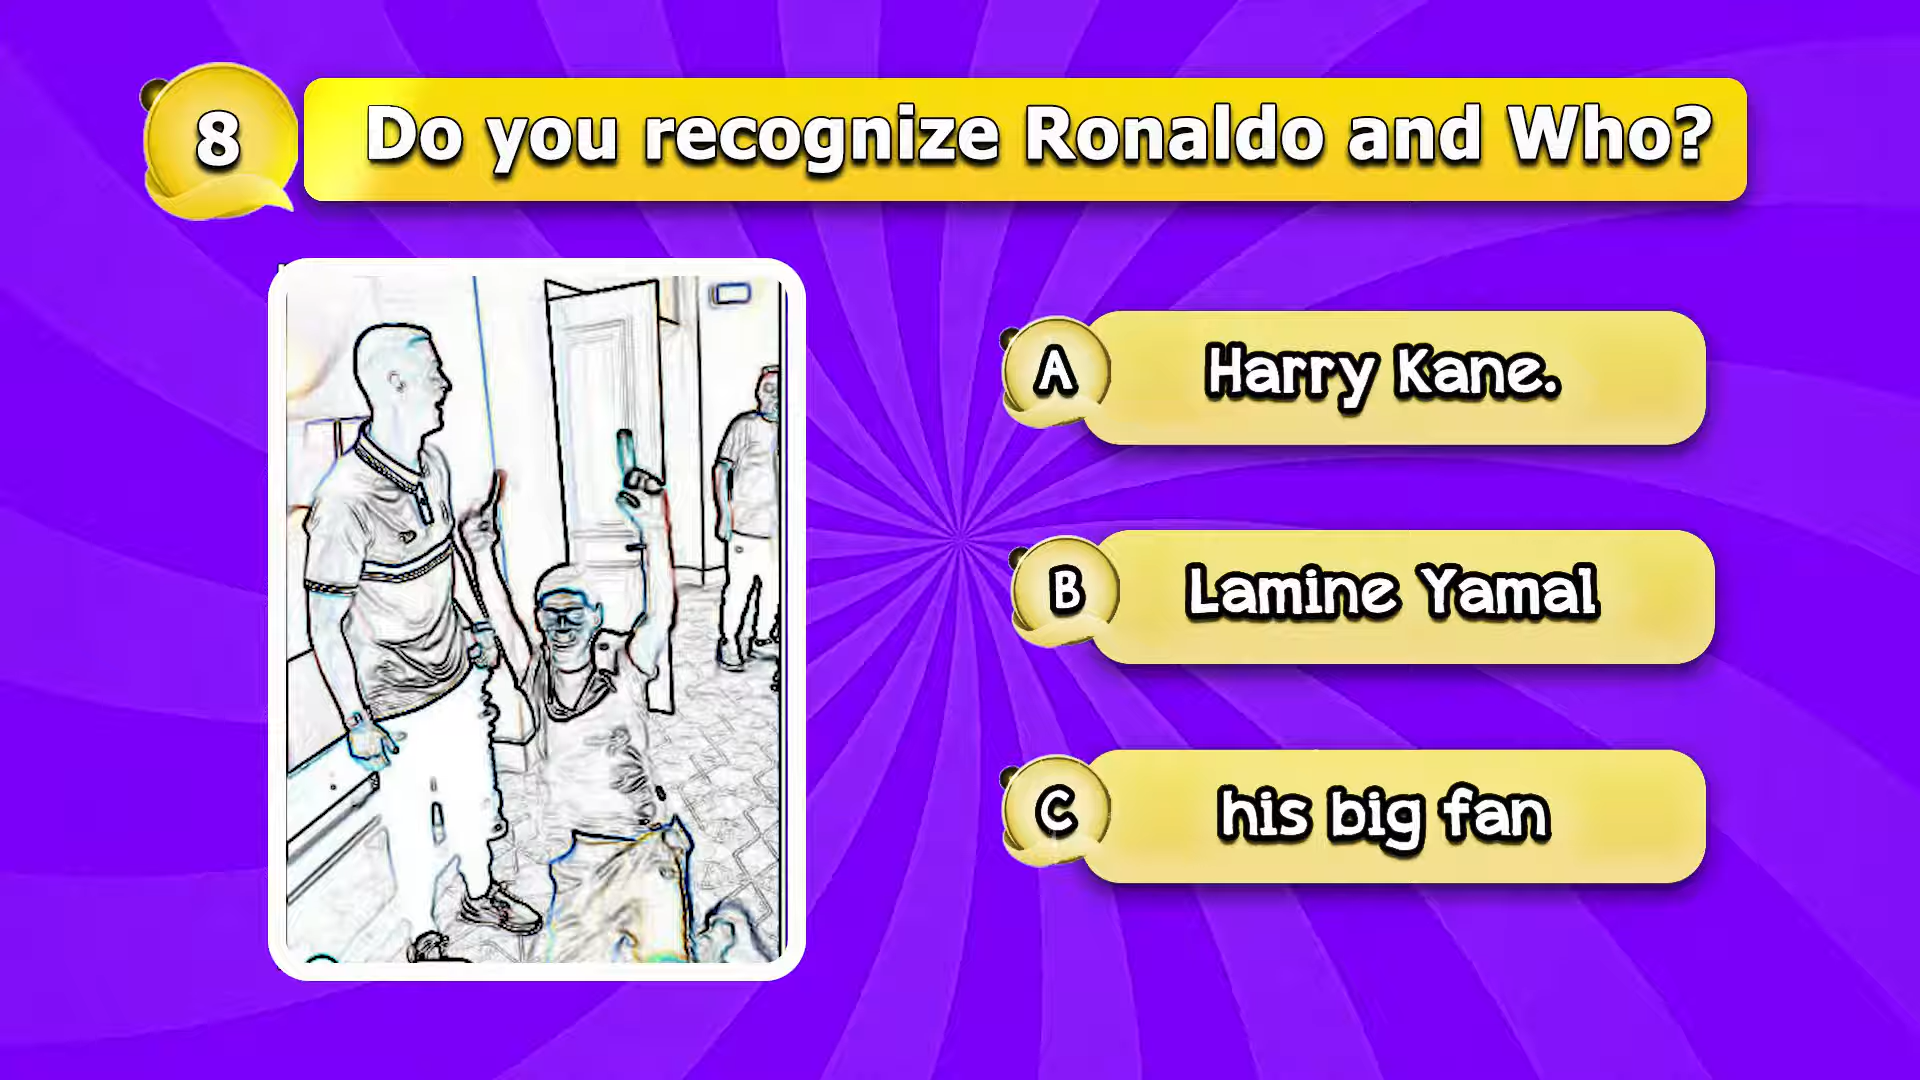 8
Do you recognize Ronaldo and Who?
A
Harry Kane.
B
Lamine Yamal
C
his big fan